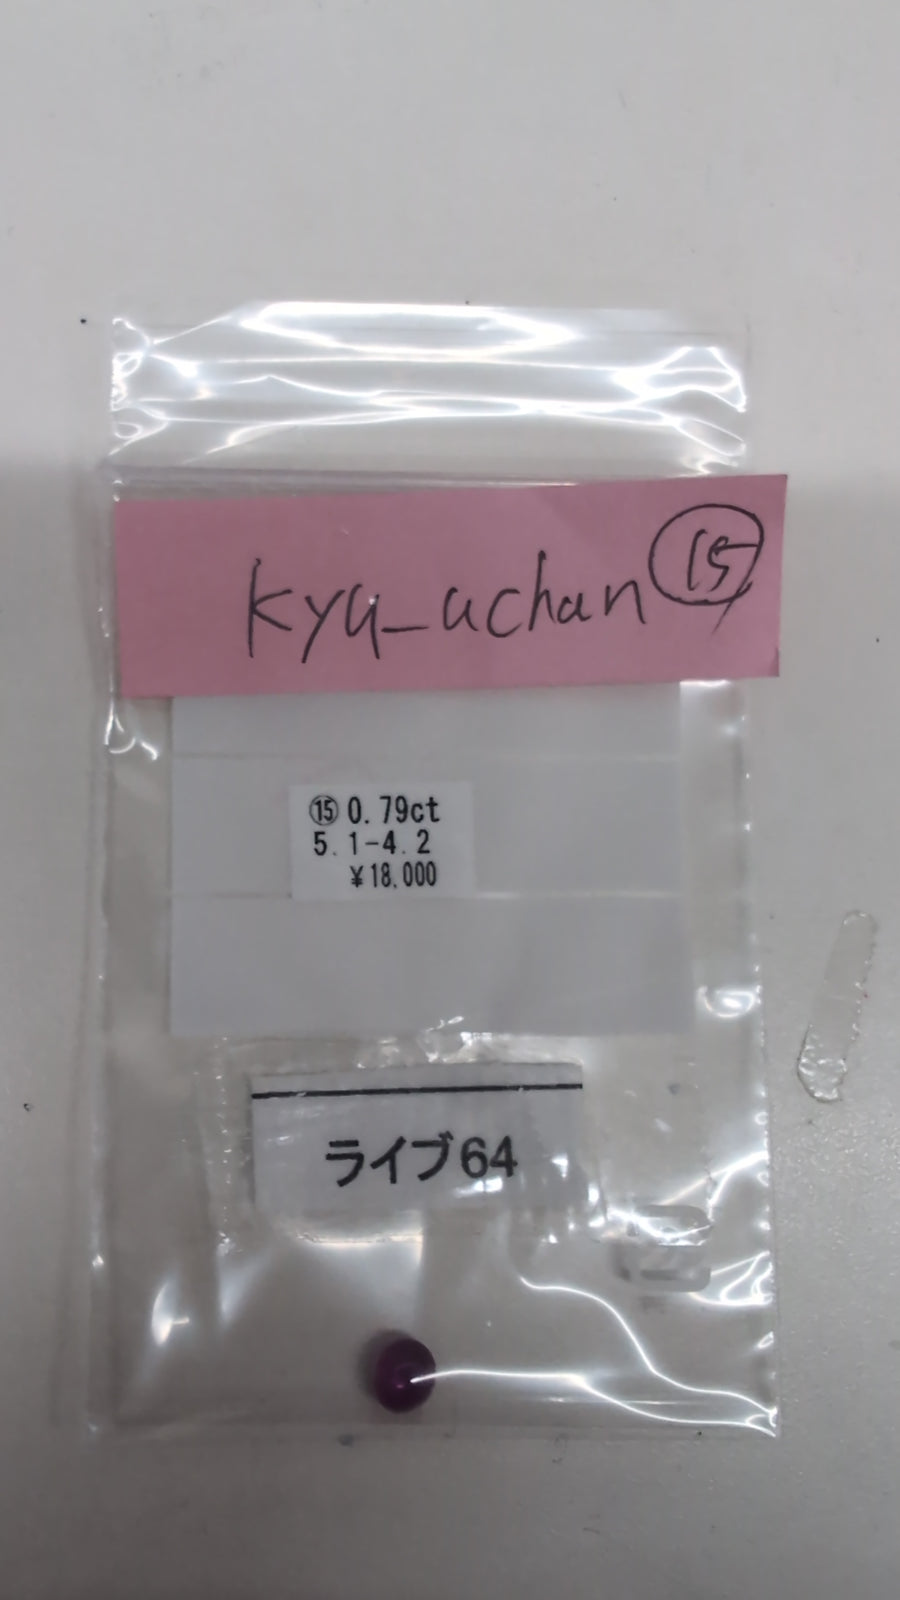 kyu_uchan ⑮
⑮ 0.79ct
5.1-4.2
¥18,000
ライブ64